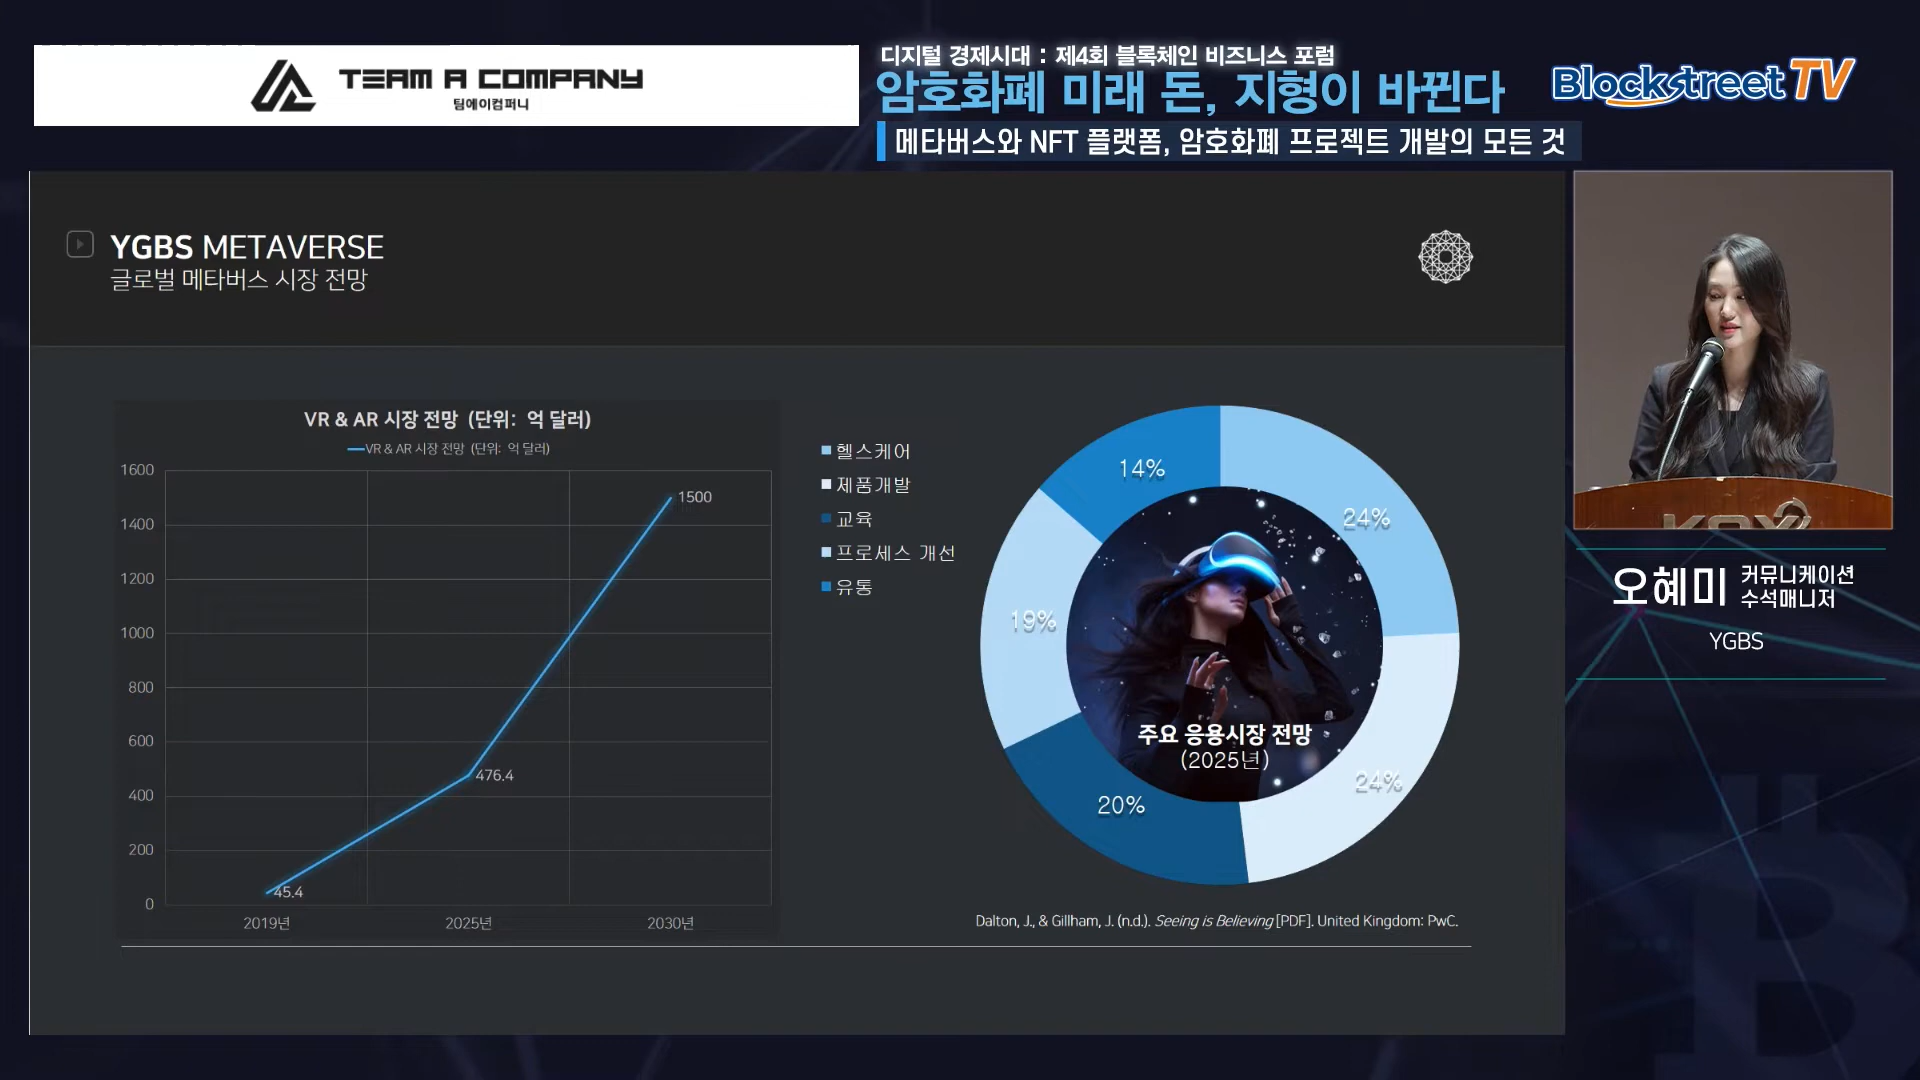 TEAM A COMPANY
팀에이컴퍼니
디지털 경제시대 : 제4회 블록체인 비즈니스 포럼
암호화폐 미래 돈, 지형이 바뀐다
메타버스와 NFT 플랫폼, 암호화폐 프로젝트 개발의 모든 것
Blockstreet TV
YGBS METAVERSE
글로벌 메타버스 시장 전망
VR & AR 시장 전망 (단위: 억 달러)
VR & AR 시장 전망 (단위: 억 달러)
1600
1400
1200
1000
800
600
400
200
0
1500
476.4
45.4
2019년
2025년
2030년
헬스케어
제품개발
교육
프로세스 개선
유통
14%
24%
19%
24%
20%
주요 응용시장 전망
(2025년)
Dalton, J., & Gillham, J. (n.d.). Seeing is Believing [PDF]. United Kingdom: PwC.
오혜미 커뮤니케이션
수석매니저
YGBS